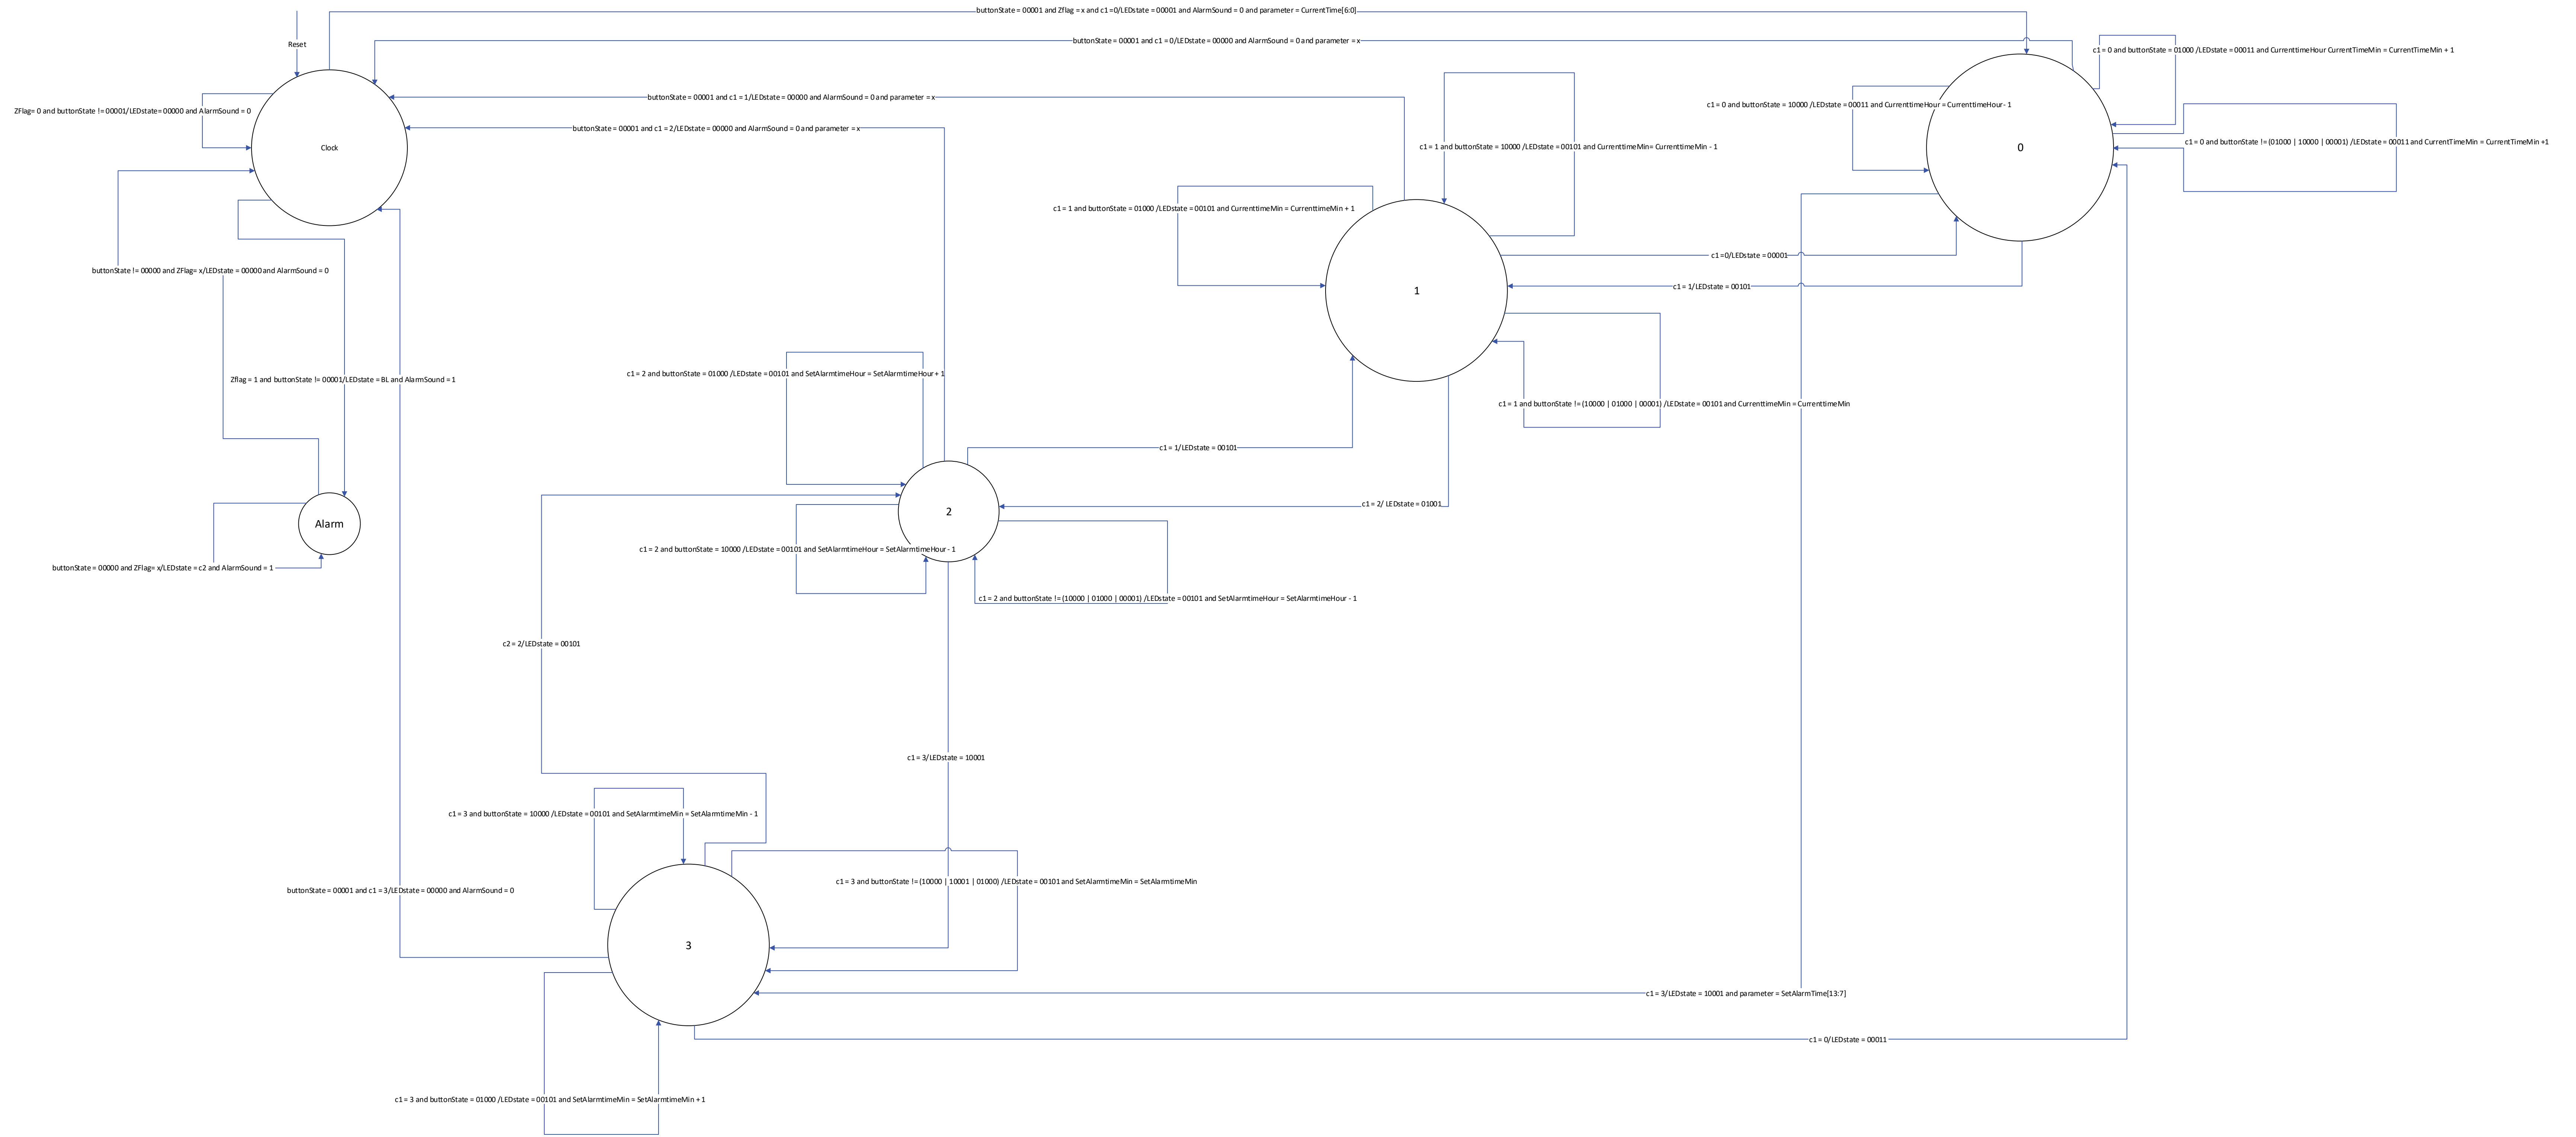 buttonState = 00001 and Zflag = x and c1 =0/LEDstate = 00001 and AlarmSound = 0 and parameter = CurrentTime[6:0]
Reset
buttonState = 00001 and c1 = 0/LEDstate = 00000 and AlarmSound = 0 and parameter = x
c1 = 0 and buttonState = 01000 /LEDstate = 00011 and CurrenttimeHour CurrentTimeMin = CurrentTimeMin + 1
buttonState = 00001 and c1 = 1/LEDstate = 00000 and AlarmSound = 0 and parameter = x
c1 = 0 and buttonState = 10000 /LEDstate = 00011 and CurrenttimeHour = CurrenttimeHour - 1
ZFlag= 0 and buttonState != 00001/LEDstate= 00000 and AlarmSound = 0
buttonState = 00001 and c1 = 2/LEDstate = 00000 and AlarmSound = 0 and parameter = x
c1 = 0 and buttonState != (01000 | 10000 | 00001) /LEDstate = 00011 and CurrentTimeMin = CurrentTimeMin +1
Clock
c1 = 1 and buttonState = 10000 /LEDstate = 00101 and CurrenttimeMin= CurrenttimeMin - 1
0
c1 = 1 and buttonState = 01000 /LEDstate = 00101 and CurrenttimeMin = CurrenttimeMin + 1
c1 =0/LEDstate = 00001
buttonState != 00000 and ZFlag= x/LEDstate = 00000 and AlarmSound = 0
c1 = 1/LEDstate = 00101
1
c1 = 2 and buttonState = 01000 /LEDstate = 00101 and SetAlarmtimeHour = SetAlarmtimeHour + 1
Zflag = 1 and buttonState != 00001/LEDstate = BL and AlarmSound = 1
c1 = 1 and buttonState != (10000 | 01000 | 00001) /LEDstate = 00101 and CurrenttimeMin = CurrenttimeMin
c1 = 1/LEDstate = 00101
c1 = 2/ LEDstate = 01001
2
Alarm
c1 = 2 and buttonState = 10000 /LEDstate = 00101 and SetAlarmtimeHour = SetAlarmtimeHour - 1
buttonState = 00000 and ZFlag= x/LEDstate = c2 and AlarmSound = 1
c1 = 2 and buttonState != (10000 | 01000 | 00001) /LEDstate = 00101 and SetAlarmtimeHour = SetAlarmtimeHour - 1
c2 = 2/LEDstate = 00101
c1 = 3/LEDstate = 10001
c1 = 3 and buttonState = 10000 /LEDstate = 00101 and SetAlarmtimeMin = SetAlarmtimeMin - 1
c1 = 3 and buttonState != (10000 | 10001 | 01000) /LEDstate = 00101 and SetAlarmtimeMin = SetAlarmtimeMin
buttonState = 00001 and c1 = 3/LEDstate = 00000 and AlarmSound = 0
3
c1 = 3/LEDstate = 10001 and parameter = SetAlarmTime[13:7]
c1 = 0/LEDstate = 00011
c1 = 3 and buttonState = 01000 /LEDstate = 00101 and SetAlarmtimeMin = SetAlarmtimeMin + 1